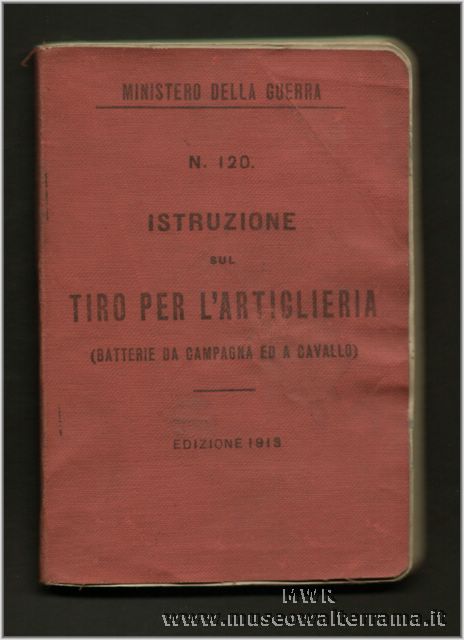 MINISTERO DELLA GUERRA
N. 120.
ISTRUZIONE
SUL
TIRO PER L'ARTIGLIERIA
(BATTERIE DA CAMPAGNA ED A CAVALLO)
EDIZIONE 1913
MWR
www.museowalterrama.it